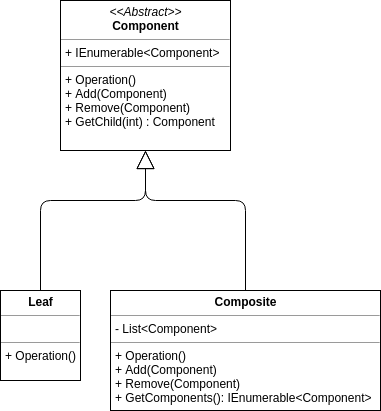 <<Abstract>>
Component
+ IEnumerable<Component>
+ Operation()
+ Add(Component)
+ Remove(Component)
+ GetChild(int) : Component
Leaf
+ Operation()
Composite
- List<Component>
+ Operation()
+ Add(Component)
+ Remove(Component)
+ GetComponents(): IEnumerable<Component>